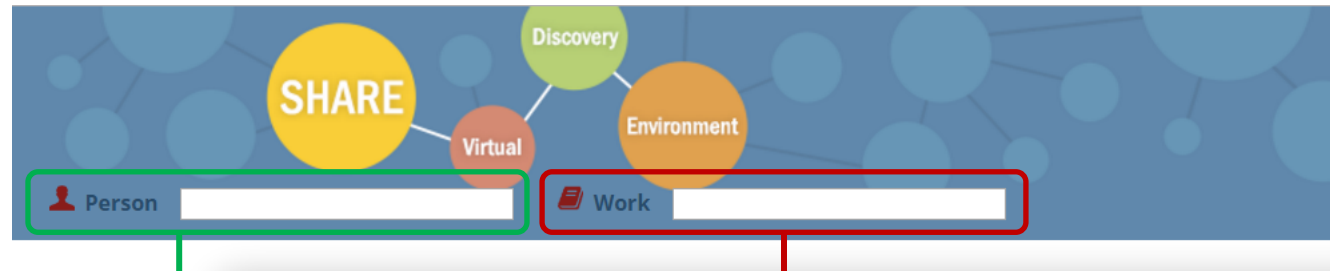 Discovery
SHARE
Environment
Virtual
Person
Work